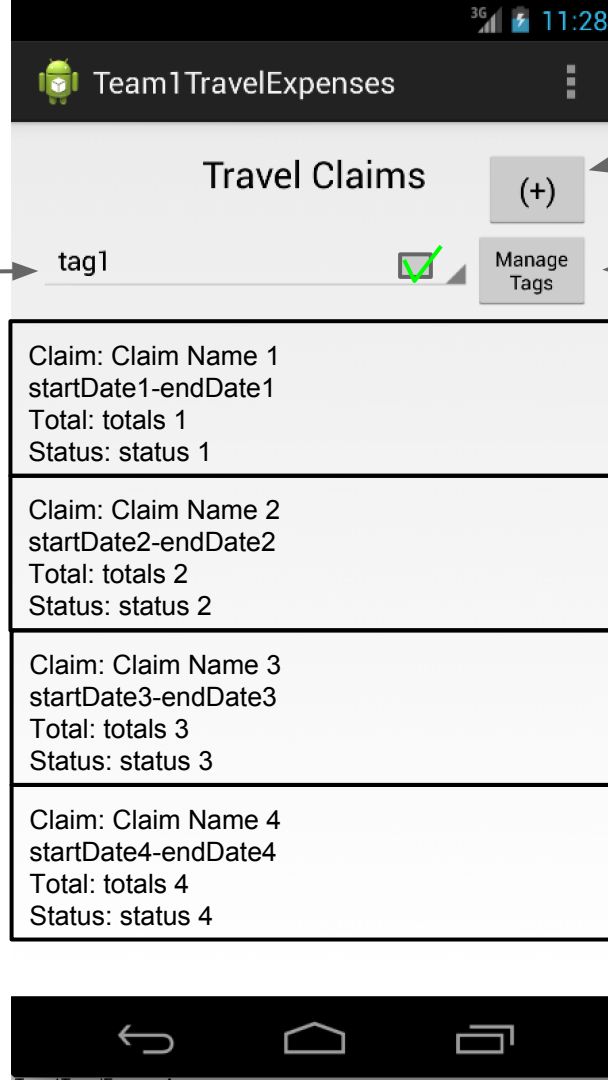 3G 11:28
Team1TravelExpenses
Travel Claims
(+)
tag1
Manage
Tags
Claim: Claim Name 1
startDate1-endDate1
Total: totals 1
Status: status 1
Claim: Claim Name 2
startDate2-endDate2
Total: totals 2
Status: status 2
Claim: Claim Name 3
startDate3-endDate3
Total: totals 3
Status: status 3
Claim: Claim Name 4
startDate4-endDate4
Total: totals 4
Status: status 4